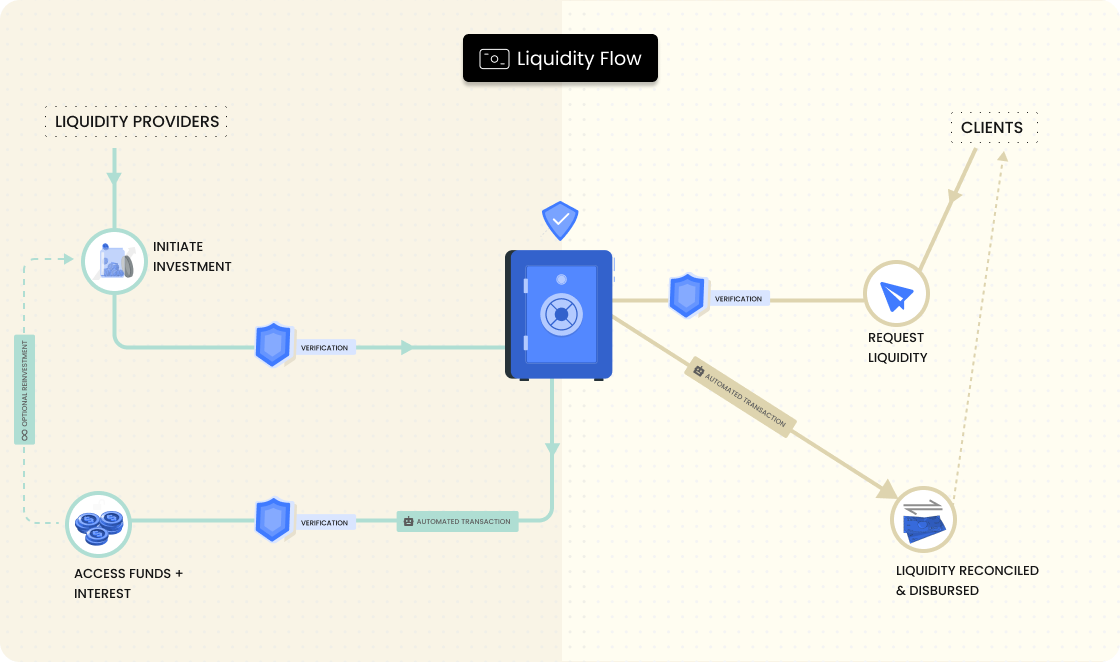 Liquidity Flow
LIQUIDITY PROVIDERS
CLIENTS
INITIATE
INVESTMENT
VERIFICATION
VERIFICATION
REQUEST
LIQUIDITY
OPTIONAL REINVESTMENT
AUTOMATED TRANSACTION
VERIFICATION
AUTOMATED TRANSACTION
ACCESS FUNDS +
INTEREST
LIQUIDITY RECONCILED
& DISBURSED